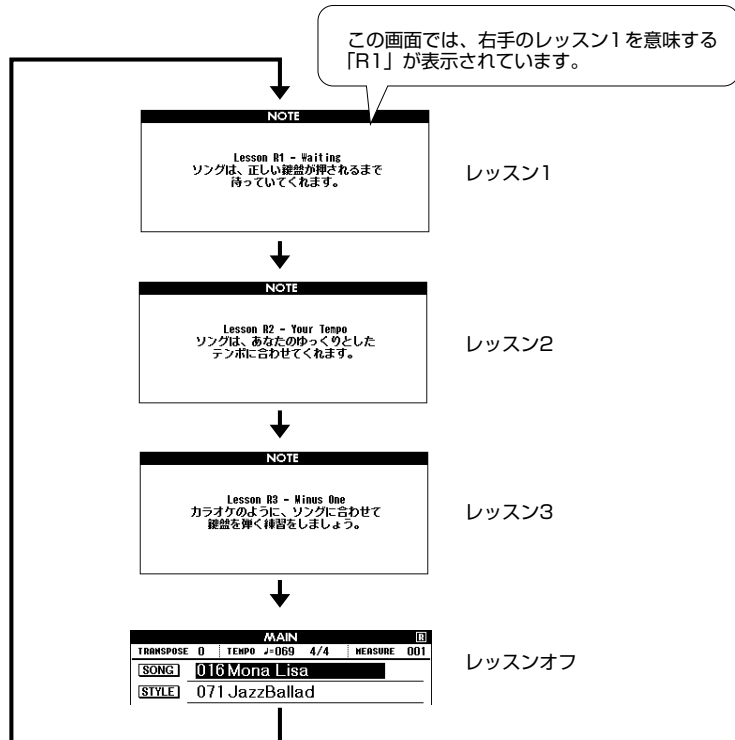 この画面では、右手のレッスン1を意味する
「R1」が表示されています。
NOTE
Lesson R1 - Waiting
ソングは、正しい鍵盤が押されるまで
待っていてくれます。
レッスン1
NOTE
Lesson R2 - Your Tempo
ソングは、あなたのゆっくりとした
テンポに合わせてくれます。
レッスン2
NOTE
Lesson R3 - Minus One
カラオケのように、ソングに合わせて
鍵盤を弾く練習をしましょう。
レッスン3
MAIN R
TRANSPOSE 0 TEMPO ♩=069 4/4 MEASURE 001
SONG 016 Mona Lisa
STYLE 071 JazzBallad
レッスンオフ